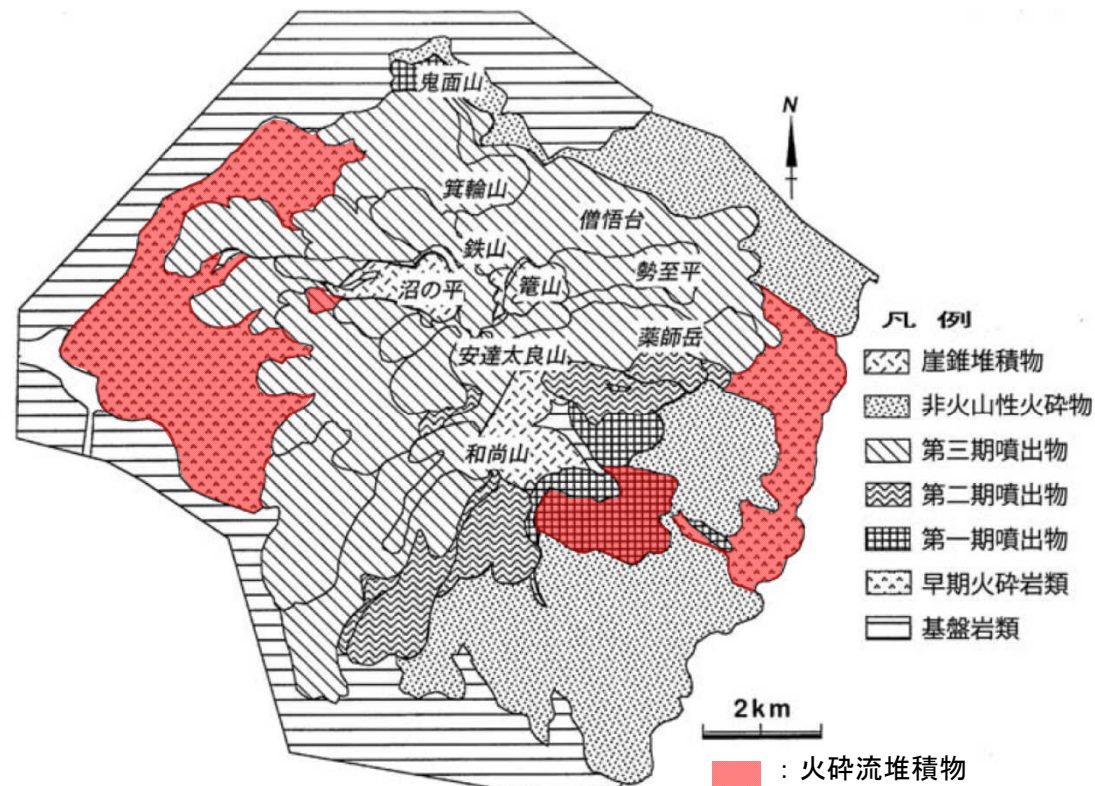 鬼面山
N
箕輪山
僧悟台
鉄山
勢至平
沼の平
篭山
安達太良山
薬師岳
和尚山
凡例
崖錐堆積物
非火山性火砕物
第三期噴出物
第二期噴出物
第一期噴出物
早期火砕岩類
基盤岩類
2km
：火砕流堆積物